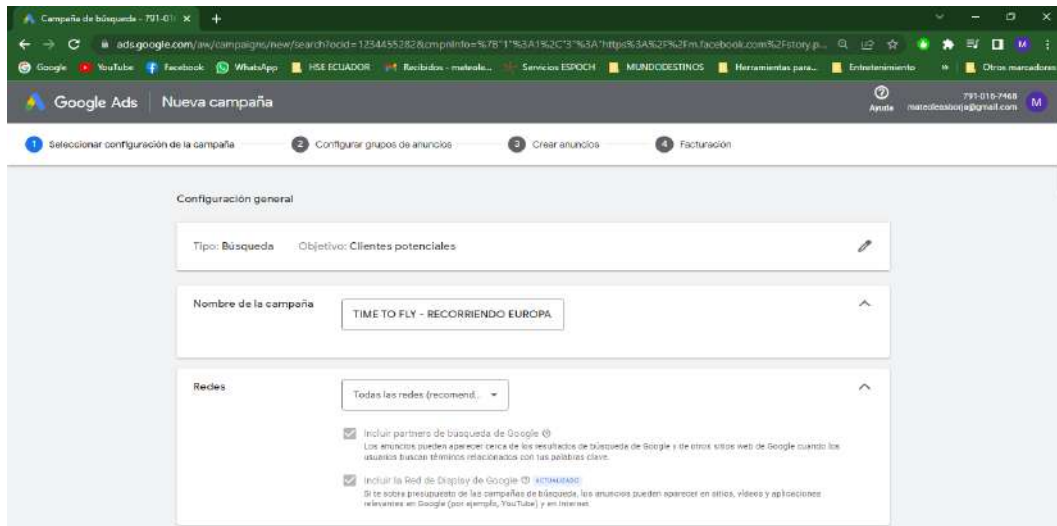 Campaña de búsqueda - 791-01
ads.google.com/aw/campaigns/new/search?ocid=1234455282&cmpnInfo=%7B"1"%3A1%2C"3"%3A"https%3A%2F%2Fm.facebook.com%2Fstory.p...
Google YouTube Facebook WhatsApp HSE ECUADOR Recibidos - mateole... Servicios ESPOCH MUNDODESTINOS Herramientas para... Entretenimiento » Otros marcadores
Google Ads Nueva campaña Ayuda 791-016-7468
M
1 Seleccionar configuración de la campaña 2 Configurar grupos de anuncios 3 Crear anuncios 4 Facturación
Configuración general
Tipo: Búsqueda Objetivo: Clientes potenciales
Nombre de la campaña TIME TO FLY - RECORRIENDO EUROPA
Redes Todas las redes (recomend...
Incluir partners de búsqueda de Google
Los anuncios pueden aparecer cerca de los resultados de búsqueda de Google y de otros sitios web de Google cuando los
usuarios buscan términos relacionados con tus palabras clave.
Incluir la Red de Display de Google ACTUALIZADO
Si te sobra presupuesto de las campañas de búsqueda, los anuncios pueden aparecer en sitios, vídeos y aplicaciones
relevantes en Google (por ejemplo, YouTube) y en Internet.